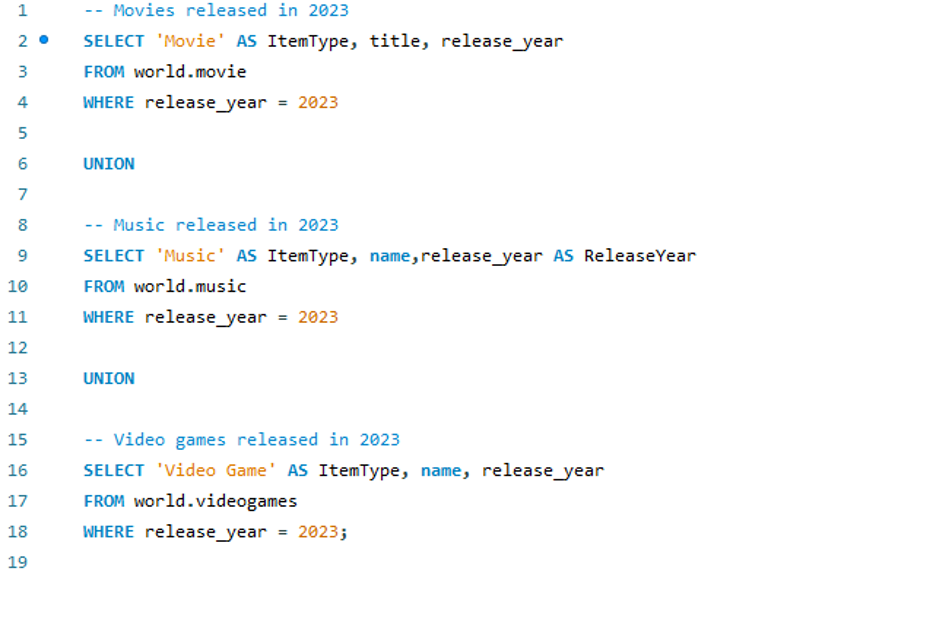 1 -- Movies released in 2023
2 SELECT 'Movie' AS ItemType, title, release_year
3 FROM world.movie
4 WHERE release_year = 2023
5
6 UNION
7
8 -- Music released in 2023
9 SELECT 'Music' AS ItemType, name,release_year AS ReleaseYear
10 FROM world.music
11 WHERE release_year = 2023
12
13 UNION
14
15 -- Video games released in 2023
16 SELECT 'Video Game' AS ItemType, name, release_year
17 FROM world.videogames
18 WHERE release_year = 2023;
19